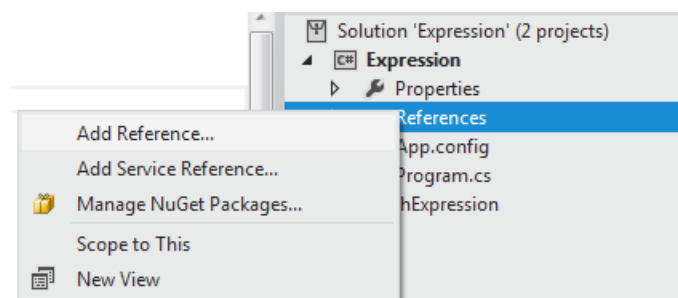 Solution 'Expression' (2 projects)
C# Expression
Properties
References
App.config
Program.cs
hExpression
Add Reference...
Add Service Reference...
Manage NuGet Packages...
Scope to This
New View